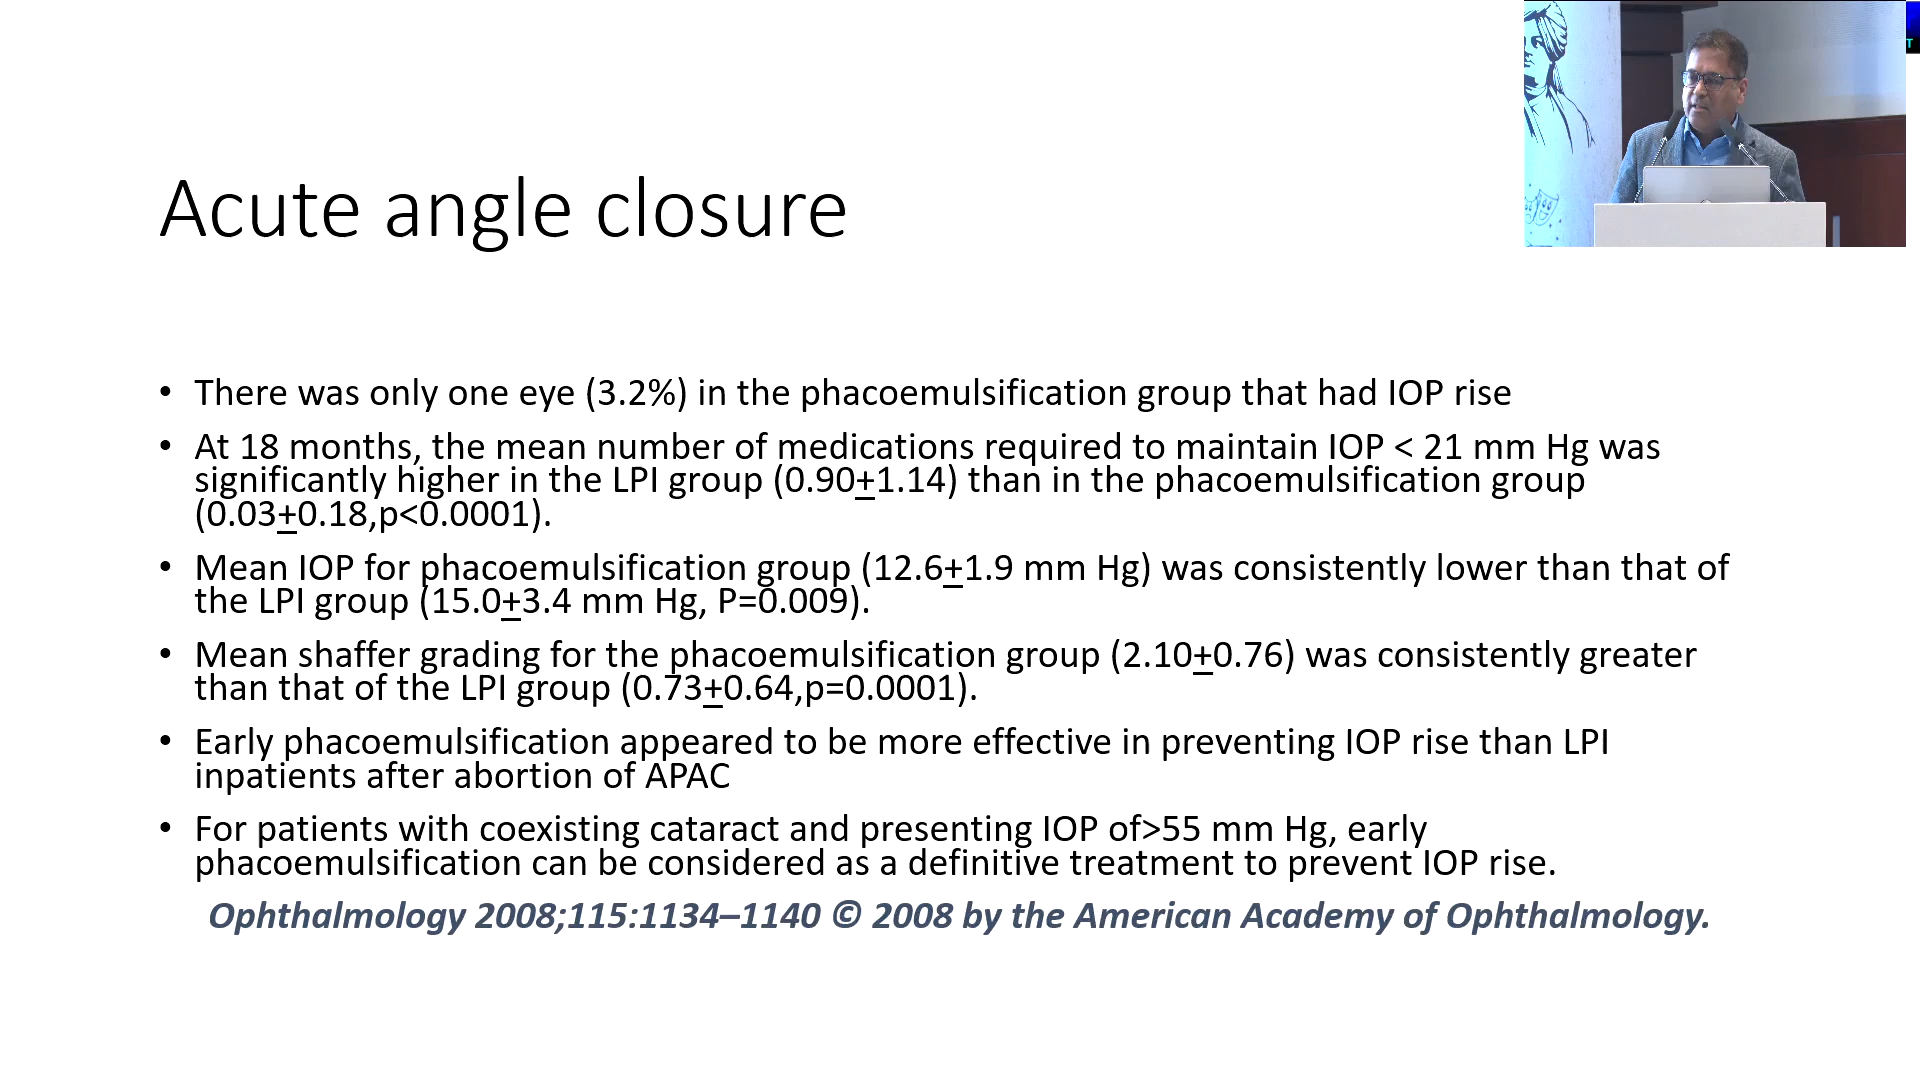 T
Acute angle closure
• There was only one eye (3.2%) in the phacoemulsification group that had IOP rise
• At 18 months, the mean number of medications required to maintain IOP < 21 mm Hg was
significantly higher in the LPI group (0.90+1.14) than in the phacoemulsification group
(0.03+0.18,p<0.0001).
• Mean IOP for phacoemulsification group (12.6+1.9 mm Hg) was consistently lower than that of
the LPI group (15.0+3.4 mm Hg, P=0.009).
• Mean shaffer grading for the phacoemulsification group (2.10+0.76) was consistently greater
than that of the LPI group (0.73+0.64,p=0.0001).
• Early phacoemulsification appeared to be more effective in preventing IOP rise than LPI
inpatients after abortion of APAC
• For patients with coexisting cataract and presenting IOP of>55 mm Hg, early
phacoemulsification can be considered as a definitive treatment to prevent IOP rise.
Ophthalmology 2008;115:1134–1140 © 2008 by the American Academy of Ophthalmology.